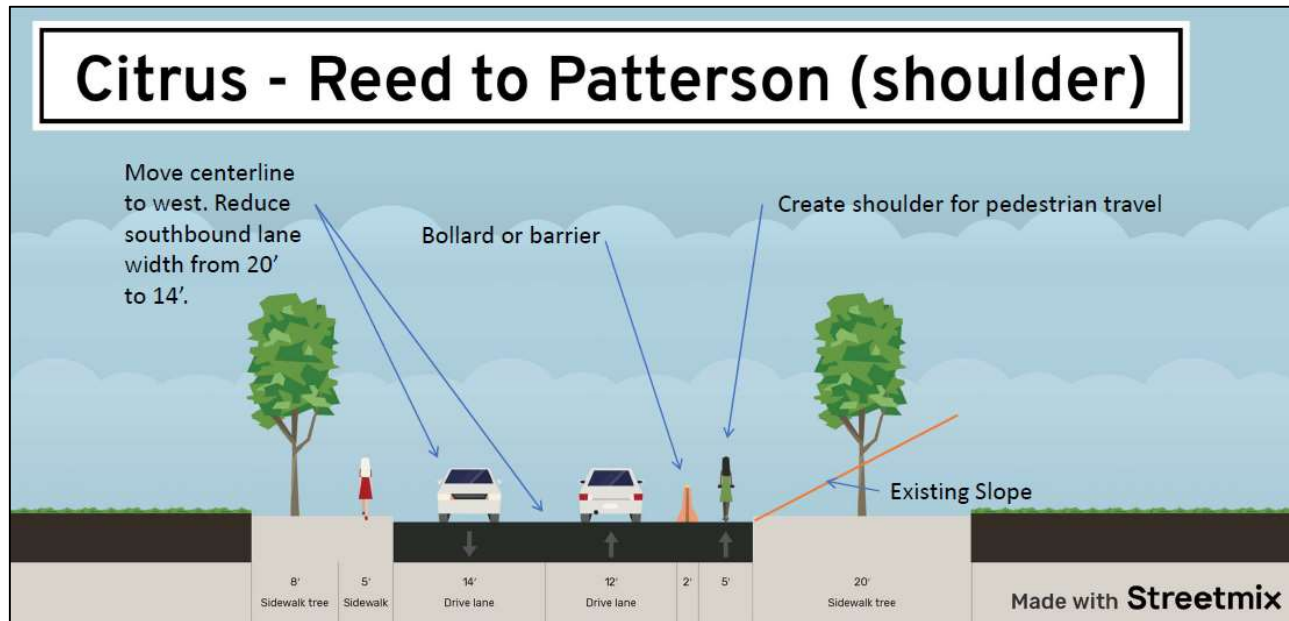 Citrus - Reed to Patterson (shoulder)
Move centerline
to west. Reduce
southbound lane
width from 20’
to 14’.
Bollard or barrier
Create shoulder for pedestrian travel
Existing Slope
8'
Sidewalk tree
5'
Sidewalk
14'
Drive lane
12'
Drive lane
2'
5'
20'
Sidewalk tree
Made with Streetmix